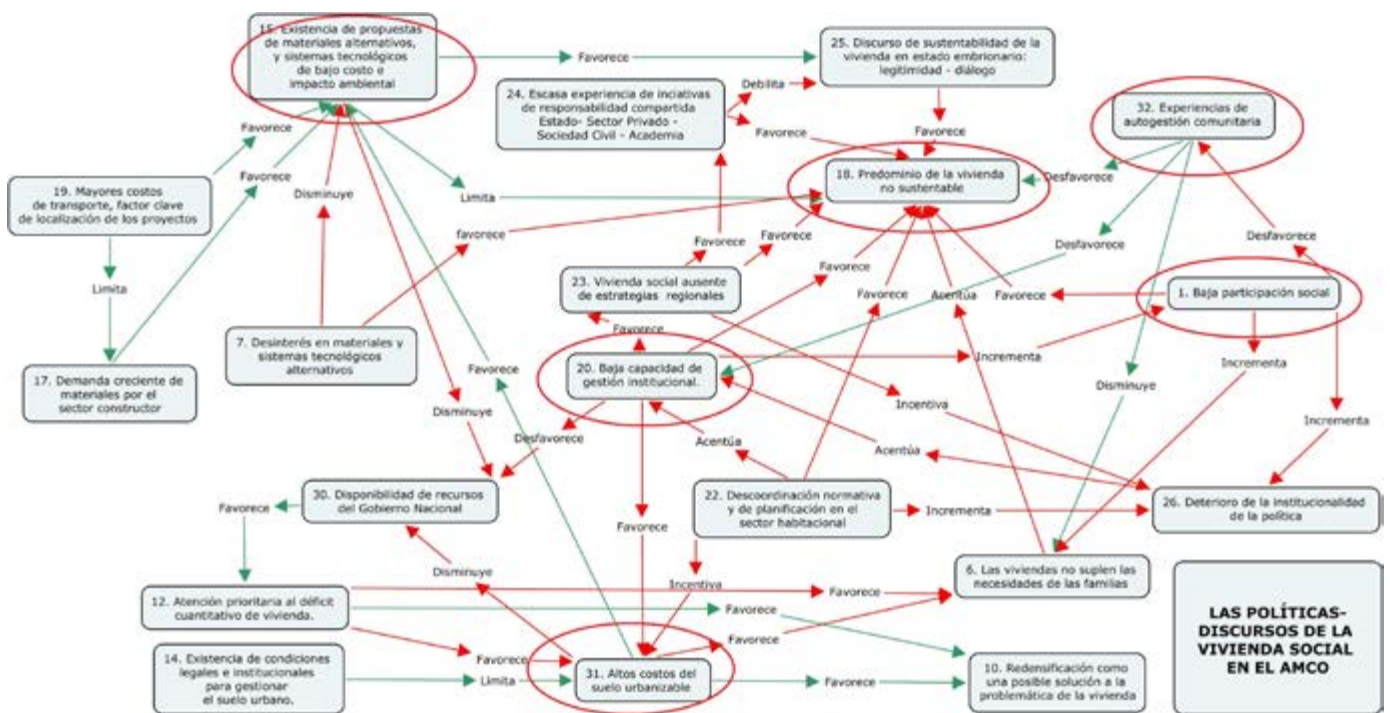 15. Existencia de propuestas
de materiales alternativos,
y sistemas tecnológicos
de bajo costo e
impacto ambiental
Favorece
25. Discurso de sustentabilidad de la
vivienda en estado embrionario:
legitimidad - diálogo
24. Escasa experiencia de inciativas
de responsabilidad compartida
Estado- Sector Privado -
Sociedad Civil - Academia
Debilita
Favorece
Favorece
32. Experiencias de
autogestión comunitaria
Favorece
Favorece
19. Mayores costos
de transporte, factor clave
de localización de los proyectos
Disminuye
Limita
18. Predominio de la vivienda
no sustentable
Desfavorece
favorece
Favorece
Favorece
Desfavorece
Desfavorece
Limita
23. Vivienda social ausente
de estrategias regionales
Favorece
Favorece
Acentúa
Favorece
1. Baja participación social
7. Desinterés en materiales y
sistemas tecnológicos
alternativos
Favorece
Favorece
20. Baja capacidad de
gestión institucional.
Incrementa
Incrementa
17. Demanda creciente de
materiales por el
sector constructor
Disminuye
Desfavorece
Acentúa
Incentiva
Disminuye
Incrementa
Acentúa
Favorece
30. Disponibilidad de recursos
del Gobierno Nacional
Favorece
22. Descoordinación normativa
y de planificación en el
sector habitacional
Incrementa
26. Deterioro de la institucionalidad
de la política
Disminuye
Incentiva
6. Las viviendas no suplen las
necesidades de las familias
12. Atención prioritaria al déficit
cuantitativo de vivienda.
Favorece
Favorece
Favorece
14. Existencia de condiciones
legales e institucionales
para gestionar
el suelo urbano.
Favorece
Limita
31. Altos costos del
suelo urbanizable
Favorece
10. Redensificación como
una posible solución a la
problemática de la vivienda
LAS POLÍTICAS-
DISCURSOS DE LA
VIVIENDA SOCIAL
EN EL AMCO